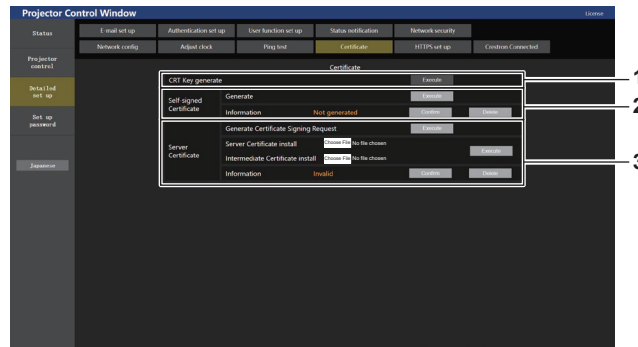 Projector Control Window
License
Status
E-mail set up
Authentication set up
User function set up
Status notification
Network security
Network config
Adjust clock
Ping test
Certificate
HTTPS set up
Crestron Connected
Projector
control
Detailed
set up
Set up
password
Japanese
Certificate
CRT Key generate
Execute
1
Self-signed
Certificate
Generate
Execute
Information
Not generated
Confirm
Delete
2
Server
Certificate
Generate Certificate Signing Request
Execute
Server Certificate install
Choose File No file chosen
Intermediate Certificate install
Choose File No file chosen
Execute
Information
Invalid
Confirm
Delete
3